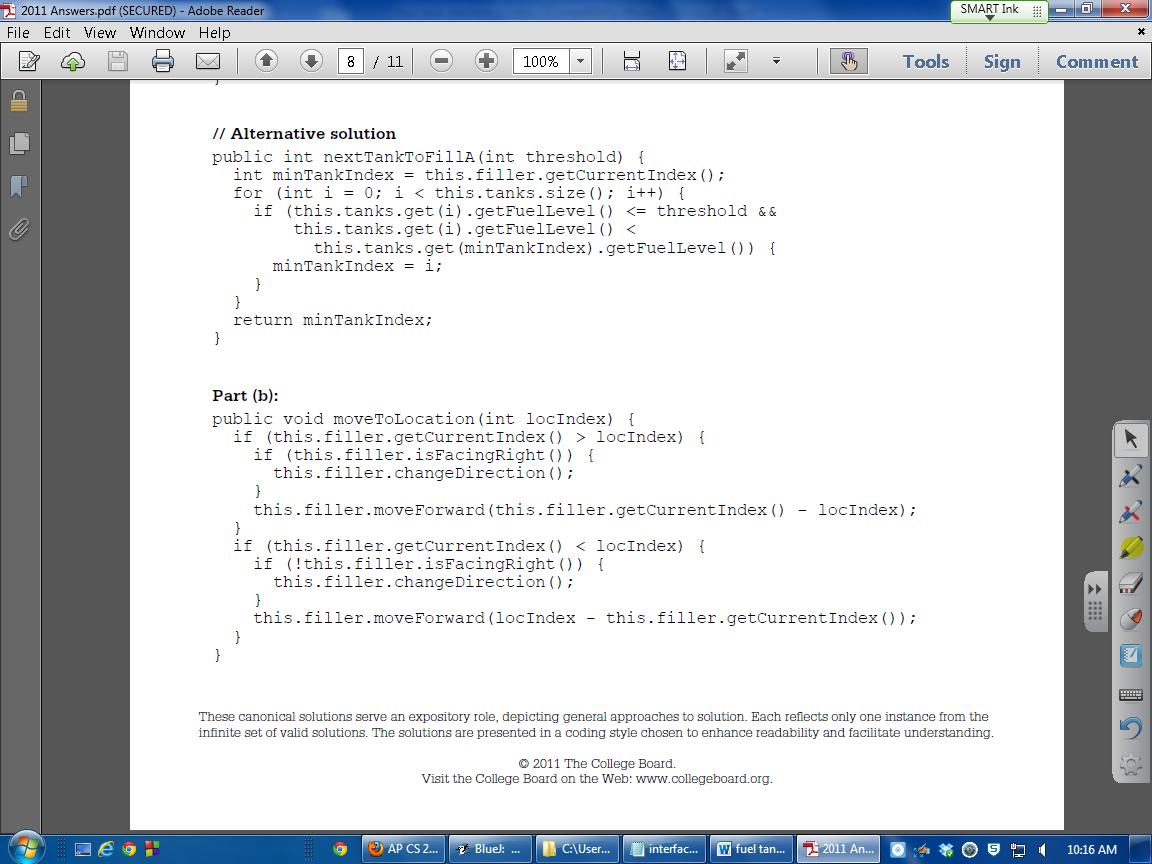 2011 Answers.pdf (SECURED) - Adobe Reader
SMART Ink
File Edit View Window Help
8 / 11
100%
Tools
Sign
Comment
}
// Alternative solution
public int nextTankToFillA(int threshold) {
int minTankIndex = this.filler.getCurrentIndex();
for (int i = 0; i < this.tanks.size(); i++) {
if (this.tanks.get(i).getFuelLevel() <= threshold &&
this.tanks.get(i).getFuelLevel() <
this.tanks.get(minTankIndex).getFuelLevel()) {
minTankIndex = i;
}
}
return minTankIndex;
}
Part (b):
public void moveToLocation(int locIndex) {
if (this.filler.getCurrentIndex() > locIndex) {
if (this.filler.isFacingRight()) {
this.filler.changeDirection();
}
this.filler.moveForward(this.filler.getCurrentIndex() - locIndex);
}
if (this.filler.getCurrentIndex() < locIndex) {
if (!this.filler.isFacingRight()) {
this.filler.changeDirection();
}
this.filler.moveForward(locIndex - this.filler.getCurrentIndex());
}
}
These canonical solutions serve an expository role, depicting general approaches to solution. Each reflects only one instance from the
infinite set of valid solutions. The solutions are presented in a coding style chosen to enhance readability and facilitate understanding.
© 2011 The College Board.
Visit the College Board on the Web: www.collegeboard.org.
AP CS 2...
BlueJ: ...
C:\User...
interfac...
fuel tan...
2011 An...
10:16 AM